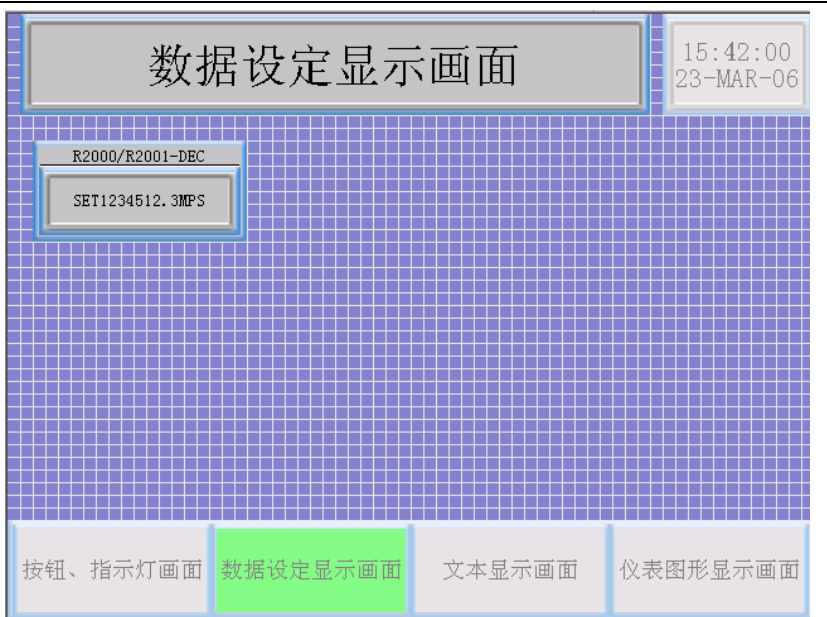 数据设定显示画面
15:42:00
23-MAR-06
R2000/R2001-DEC
SET1234512.3MPS
按钮、指示灯画面
数据设定显示画面
文本显示画面
仪表图形显示画面